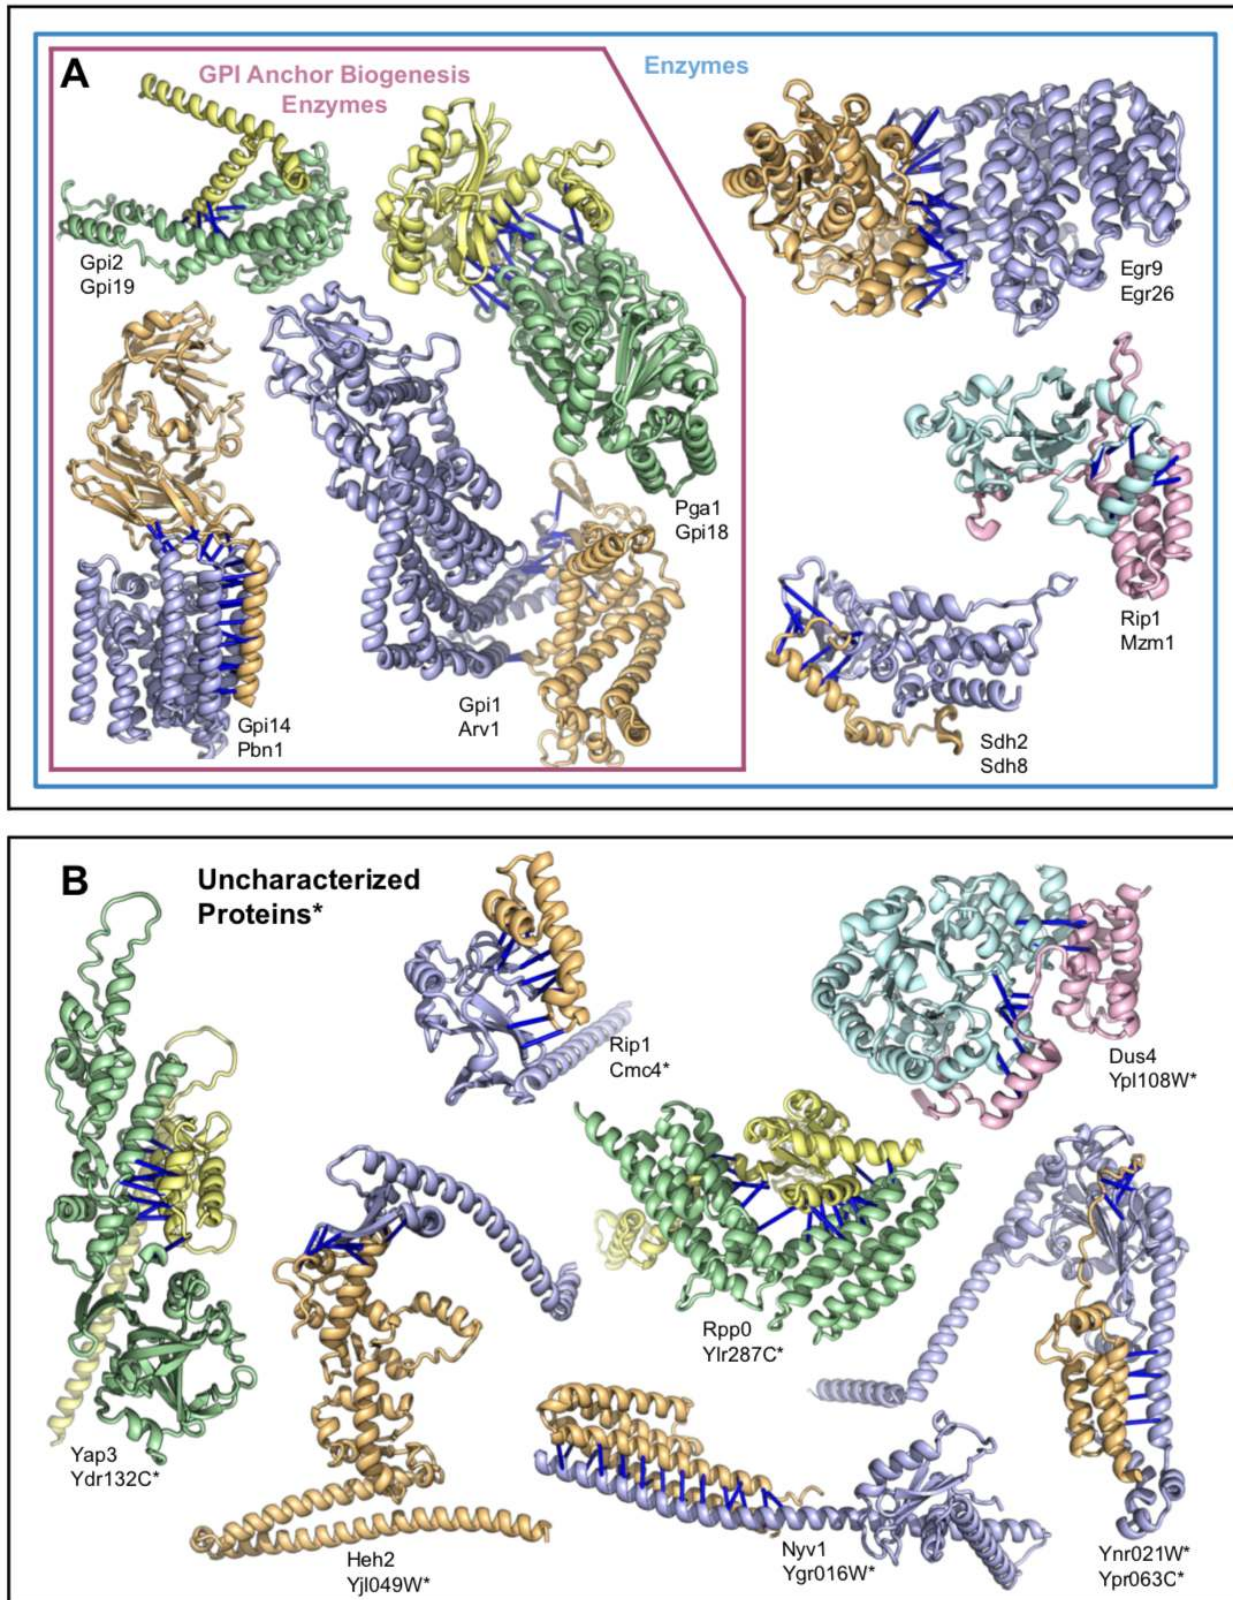 A
GPI Anchor Biogenesis
Enzymes
Enzymes
Gpi2
Gpi19
Egr9
Egr26
Pga1
Gpi18
Rip1
Mzm1
Gpi14
Pbn1
Gpi1
Arv1
Sdh2
Sdh8
B
Uncharacterized
Proteins*
Rip1
Cmc4*
Dus4
Ypl108W*
Rpp0
Ylr287C*
Yap3
Ydr132C*
Heh2
Yjl049W*
Nyv1
Ygr016W*
Ynr021W*
Ypr063C*